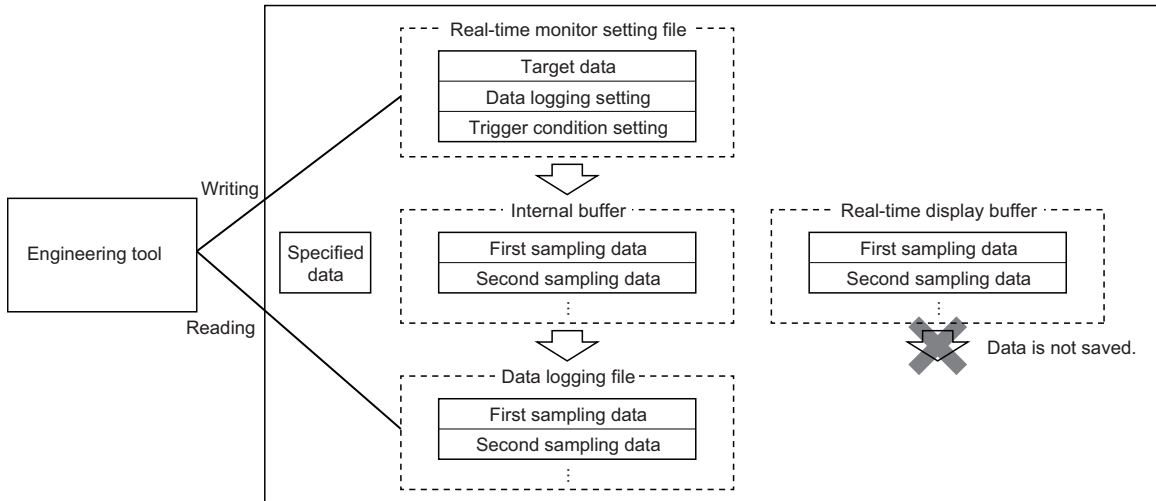 Real-time monitor setting file
Target data
Data logging setting
Trigger condition setting
Writing
Engineering tool
Reading
Specified
data
Internal buffer
First sampling data
Second sampling data
⋮
Real-time display buffer
First sampling data
Second sampling data
⋮
Data is not saved.
Data logging file
First sampling data
Second sampling data
⋮